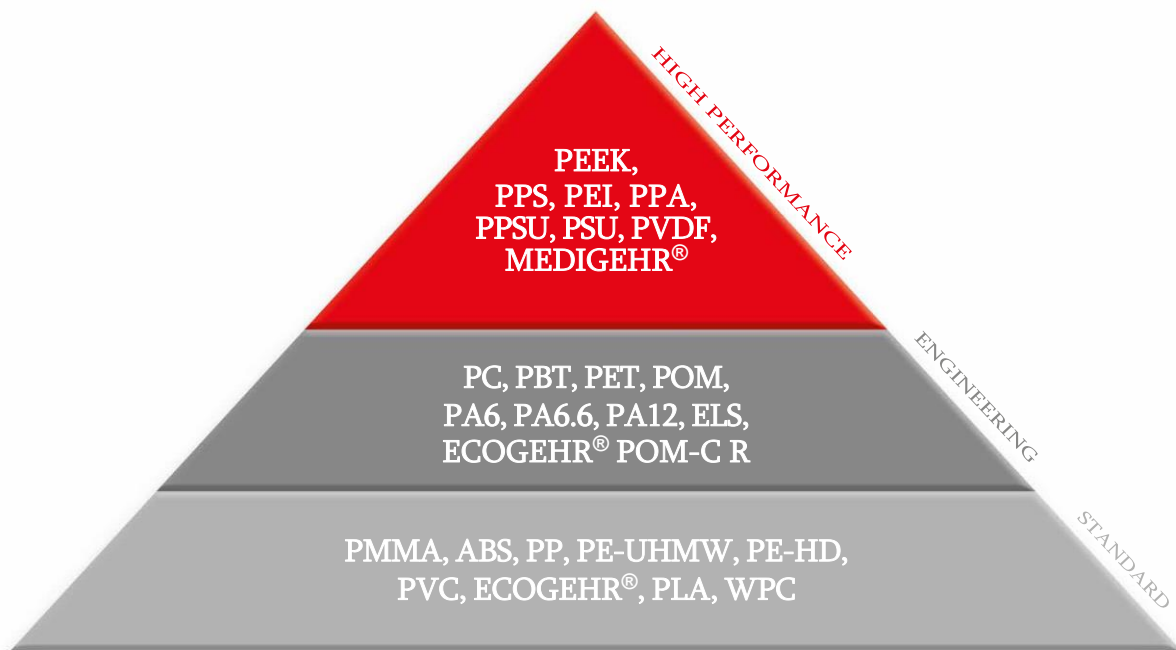 HIGH PERFORMANCE
PEEK,
PPS, PEI, PPA,
PPSU, PSU, PVDF,
MEDIGEHR®
ENGINEERING
PC, PBT, PET, POM,
PA6, PA6.6, PA12, ELS,
ECOGEHR® POM-C R
STANDARD
PMMA, ABS, PP, PE-UHMW, PE-HD,
PVC, ECOGEHR®, PLA, WPC